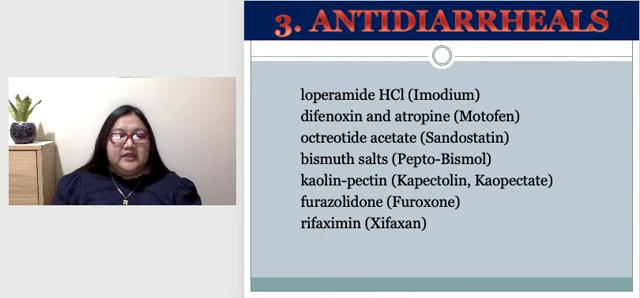 3. ANTIDIARRHEALS
loperamide HCl (Imodium)
difenoxin and atropine (Motofen)
octreotide acetate (Sandostatin)
bismuth salts (Pepto-Bismol)
kaolin-pectin (Kapectolin, Kaopectate)
furazolidone (Furoxone)
rifaximin (Xifaxan)